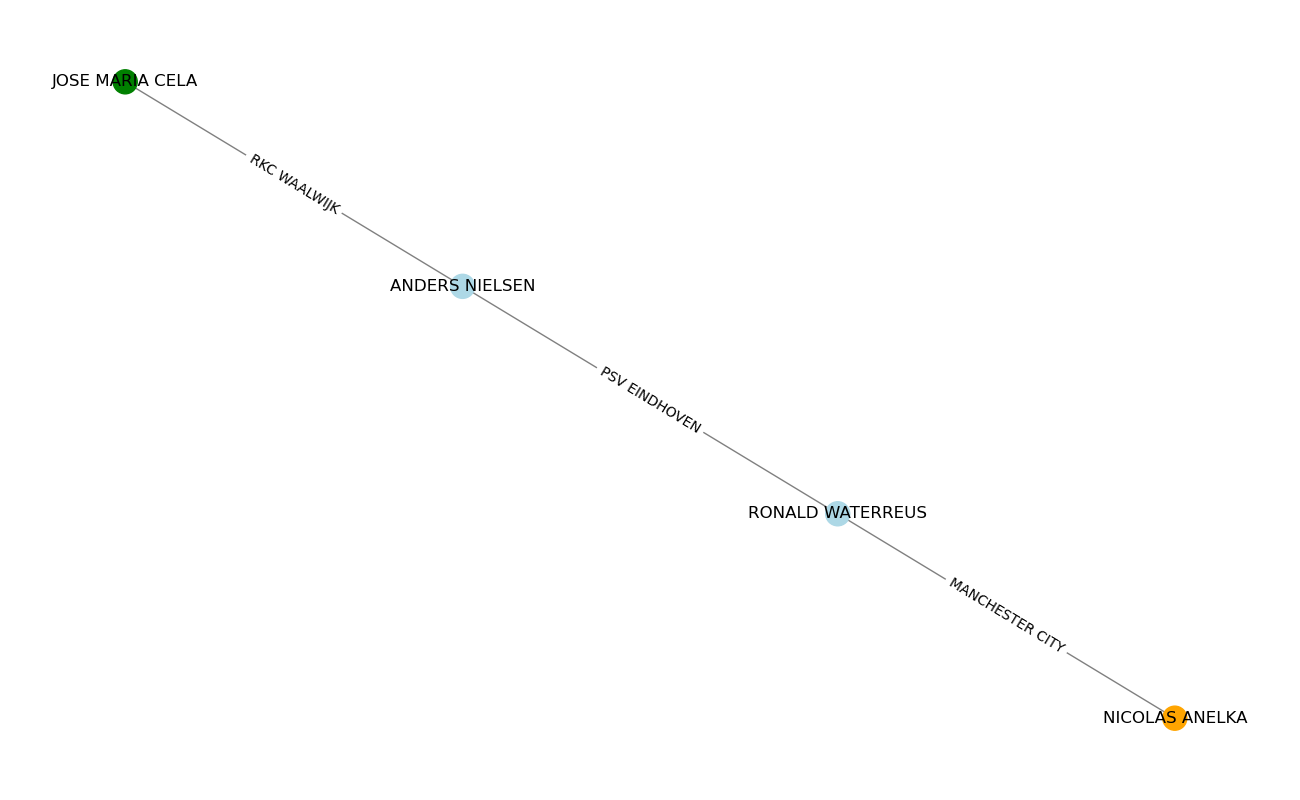 JOSE MARIA CELA
RKC WAALWIJK
ANDERS NIELSEN
PSV EINDHOVEN
RONALD WATERREUS
MANCHESTER CITY
NICOLAS ANELKA